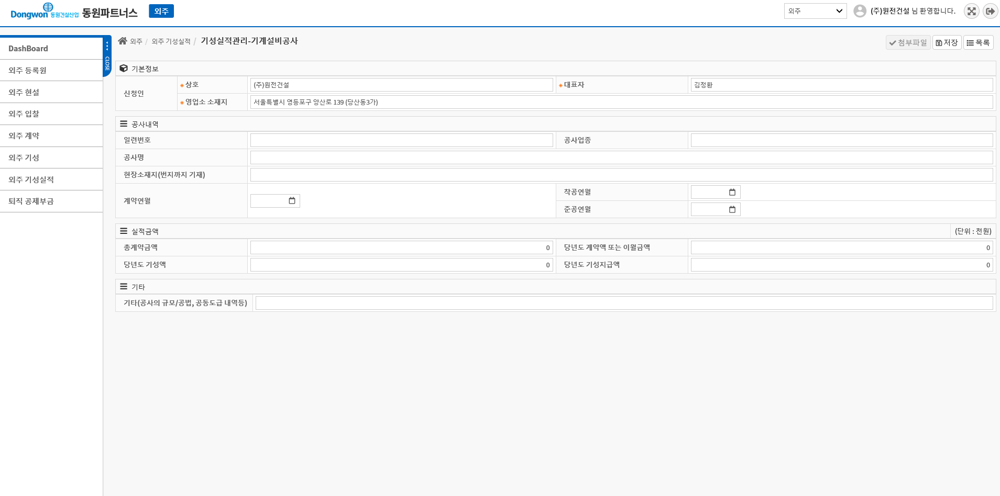 Dongwon 동원건설산업 동원파트너스 외주
외주 (주)원전건설 님 환영합니다.
DashBoard
외주 등록원
외주 현설
외주 입찰
외주 계약
외주 기성
외주 기성실적
퇴직 공제부금
CLOSE
외주 / 외주 기성실적 / 기성실적관리-기계설비공사
첨부파일 저장 목록
기본정보
신청인
상호 (주)원전건설 대표자 김정환
영업소 소재지 서울특별시 영등포구 양산로 139 (당산동3가)
공사내역
일련번호 공사업종
공사명
현장소재지(번지까지 기재)
계약연월 착공연월
준공연월
실적금액 (단위 : 천원)
총계약금액 0 당년도 계약액 또는 이월금액 0
당년도 기성액 0 당년도 기성지급액 0
기타
기타(공사의 규모/공법, 공동도급 내역등)